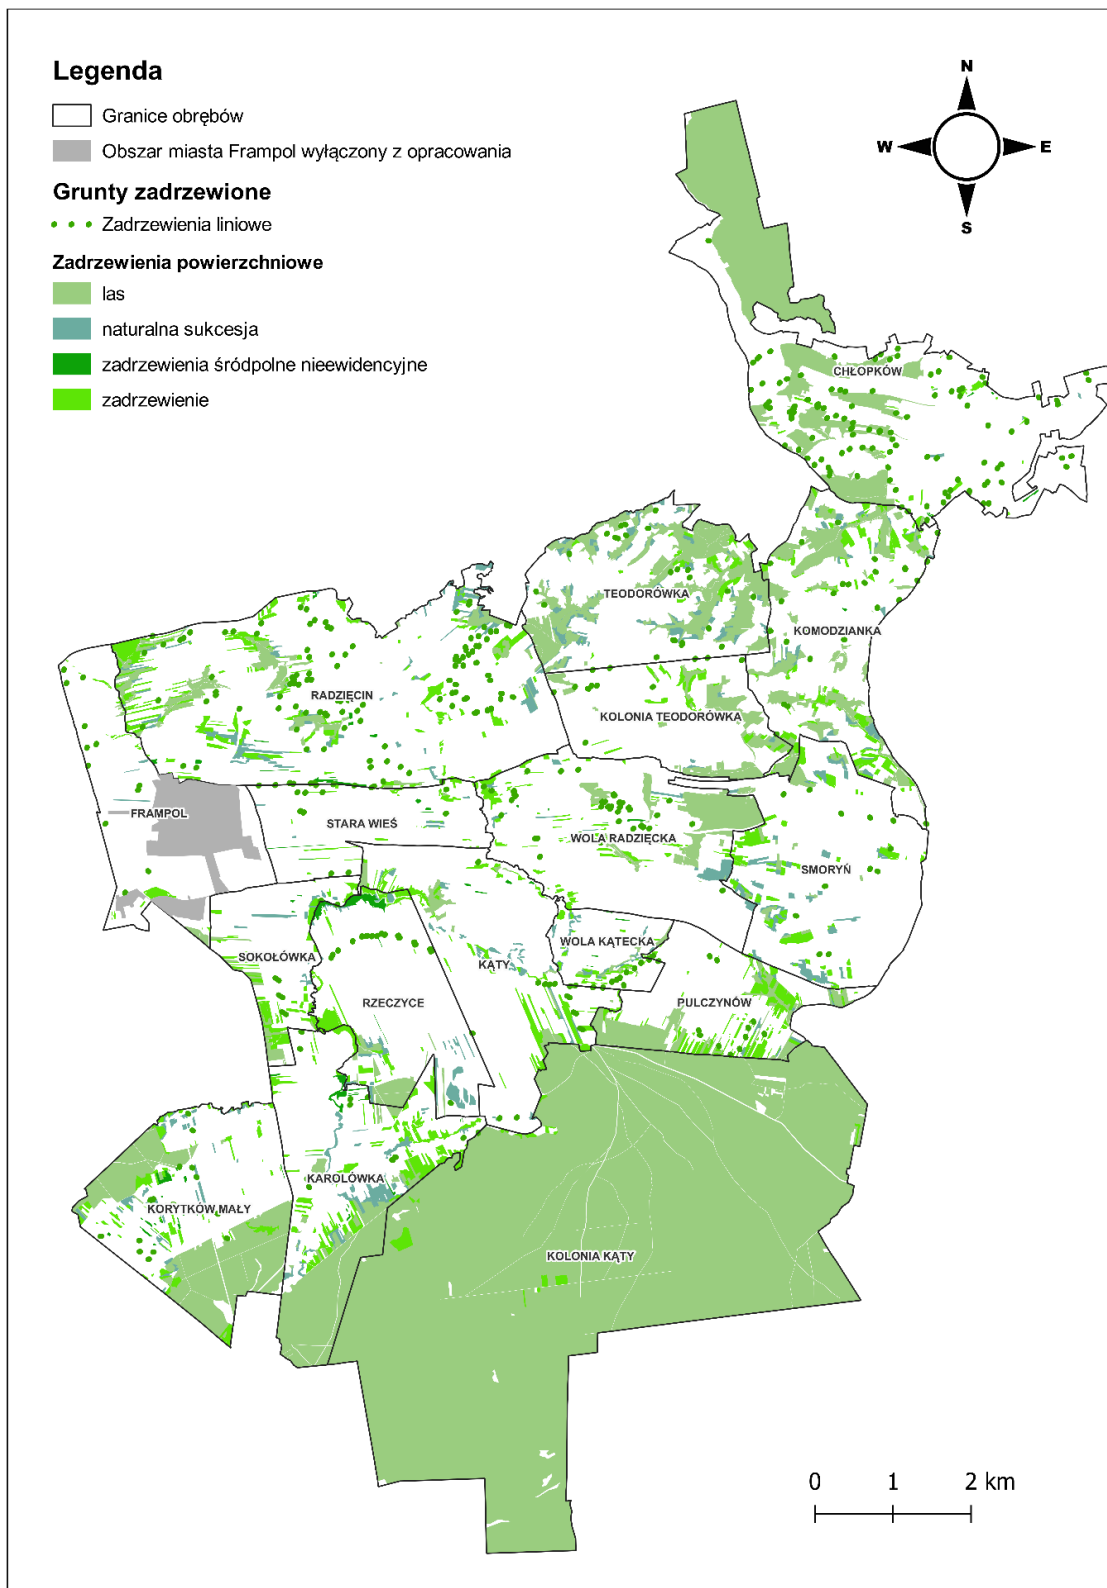 Legenda
Granice obrębów
Obszar miasta Frampol wyłączony z opracowania
Grunty zadrzewione
Zadrzewienia liniowe
Zadrzewienia powierzchniowe
las
naturalna sukcesja
zadrzewienia śródpolne nieewidencyjne
zadrzewienie
N
W E
S
CHŁOPKÓW
TEODORÓWKA
KOMODZIANKA
RADZIĘCIN
KOLONIA TEODORÓWKA
FRAMPOL
STARA WIEŚ
WOLA RADZIĘCKA
SMORYŃ
WOLA KĄTECKA
SOKOŁÓWKA
KĄTY
RZECZYCE
PULCZYNÓW
KAROLÓWKA
KORYTKÓW MAŁY
KOLONIA KĄTY
0 1 2 km